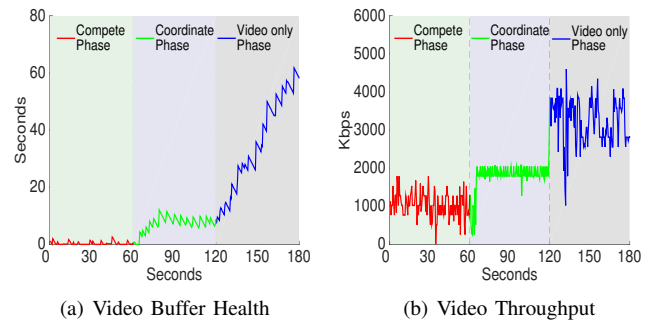 Compete Phase
Coordinate Phase
Video only Phase
Seconds
80
60
40
20
0
0
30
60
90
120
150
180
Seconds
(a) Video Buffer Health
Compete Phase
Coordinate Phase
Video only Phase
Kbps
6000
5000
4000
3000
2000
1000
0
0
30
60
90
120
150
180
Seconds
(b) Video Throughput